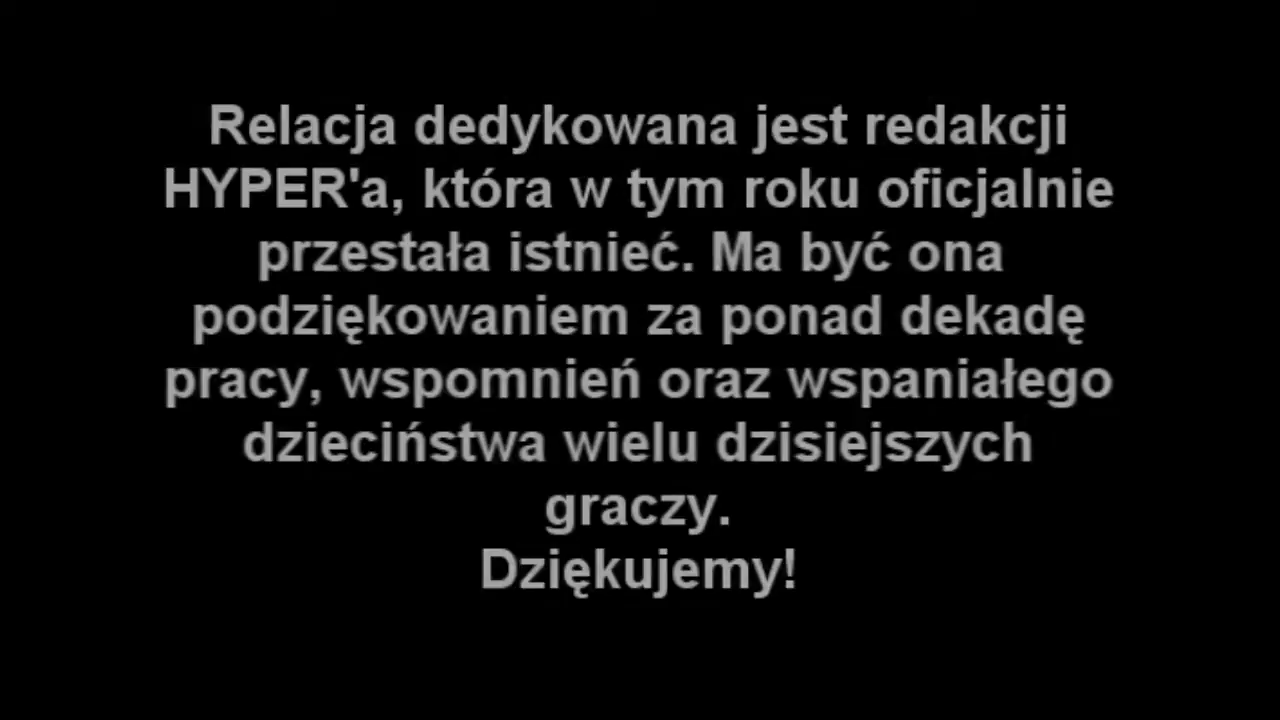 Relacja dedykowana jest redakcji
HYPER'a, która w tym roku oficjalnie
przestała istnieć. Ma być ona
podziękowaniem za ponad dekadę
pracy, wspomnień oraz wspaniałego
dzieciństwa wielu dzisiejszych
graczy.
Dziękujemy!